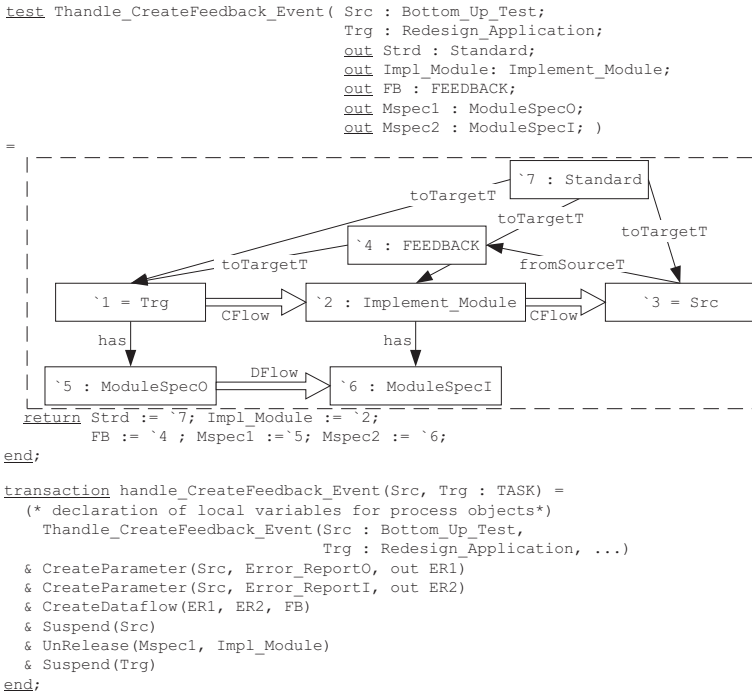 test Thandle_CreateFeedback_Event( Src : Bottom_Up_Test;
Trg : Redesign_Application;
out Strd : Standard;
out Impl_Module: Implement_Module;
out FB : FEEDBACK;
out Mspec1 : ModuleSpecO;
out Mspec2 : ModuleSpecI; )
=
`7 : Standard
toTargetT
toTargetT
toTargetT
`4 : FEEDBACK
toTargetT
fromSourceT
`1 = Trg
CFlow
`2 : Implement_Module
CFlow
`3 = Src
has
has
`5 : ModuleSpecO
DFlow
`6 : ModuleSpecI
return Strd := `7; Impl_Module := `2;
FB := `4 ; Mspec1 :=`5; Mspec2 := `6;
end;
transaction handle_CreateFeedback_Event(Src, Trg : TASK) =
(* declaration of local variables for process objects*)
Thandle_CreateFeedback_Event(Src : Bottom_Up_Test,
Trg : Redesign_Application, ...)
& CreateParameter(Src, Error_ReportO, out ER1)
& CreateParameter(Src, Error_ReportI, out ER2)
& CreateDataflow(ER1, ER2, FB)
& Suspend(Src)
& UnRelease(Mspec1, Impl_Module)
& Suspend(Trg)
end;